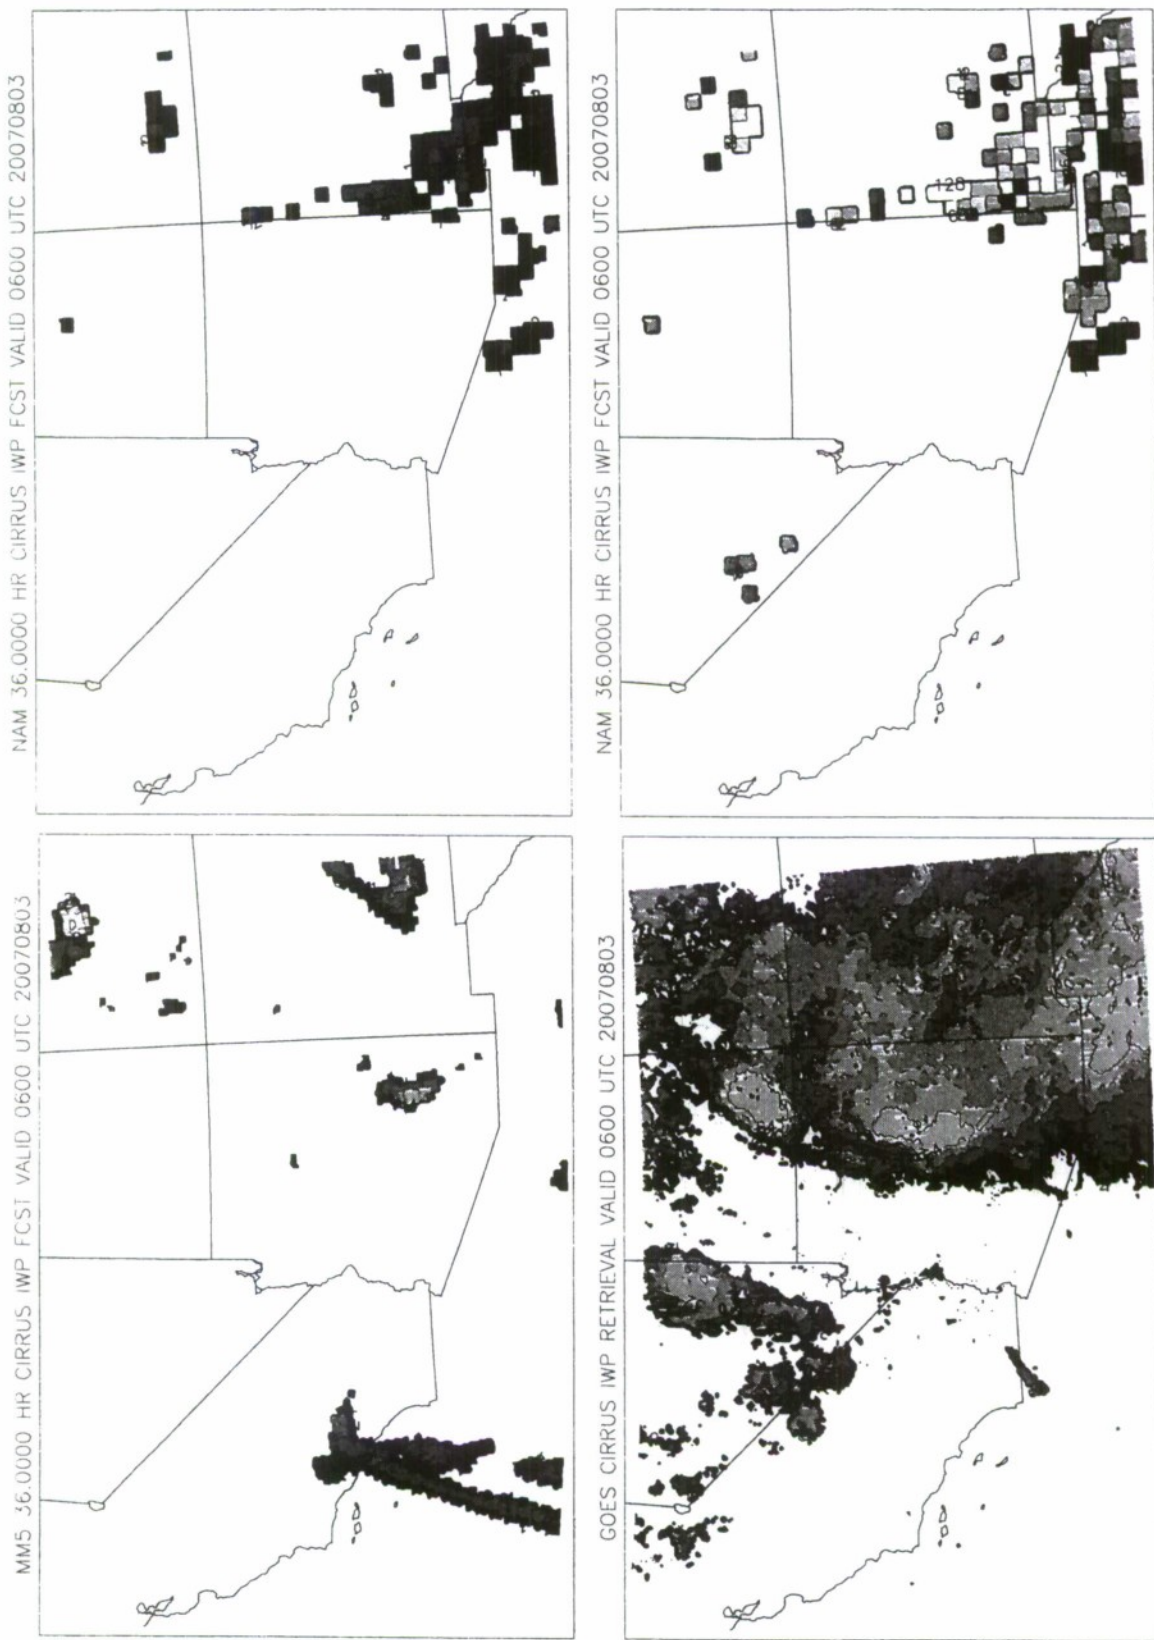 MM5 36.0000 HR CIRRUS IWP FCST VALID 0600 UTC 20070803
NAM 36.0000 HR CIRRUS IWP FCST VALID 0600 UTC 20070803
GOES CIRRUS IWP RETRIEVAL VALID 0600 UTC 20070803
NAM 36.0000 HR CIRRUS IWP FCST VALID 0600 UTC 20070803
128